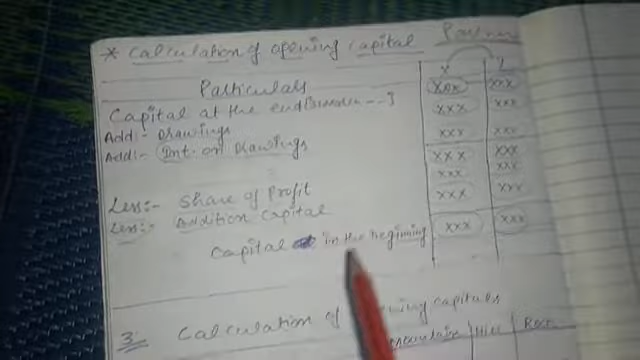 * Calculation of opening capital
Particulars X Y
Capital at the end
XXX XXX
Add:- Drawings XXX XXX
Add:- Int. on Drawings XXX XXX
XXX XXX
Less:- Share of Profit XXX XXX
Less:- Addition Capital XXX XXX
Capital in the beginning XXX XXX
3. Calculation of opening capitals